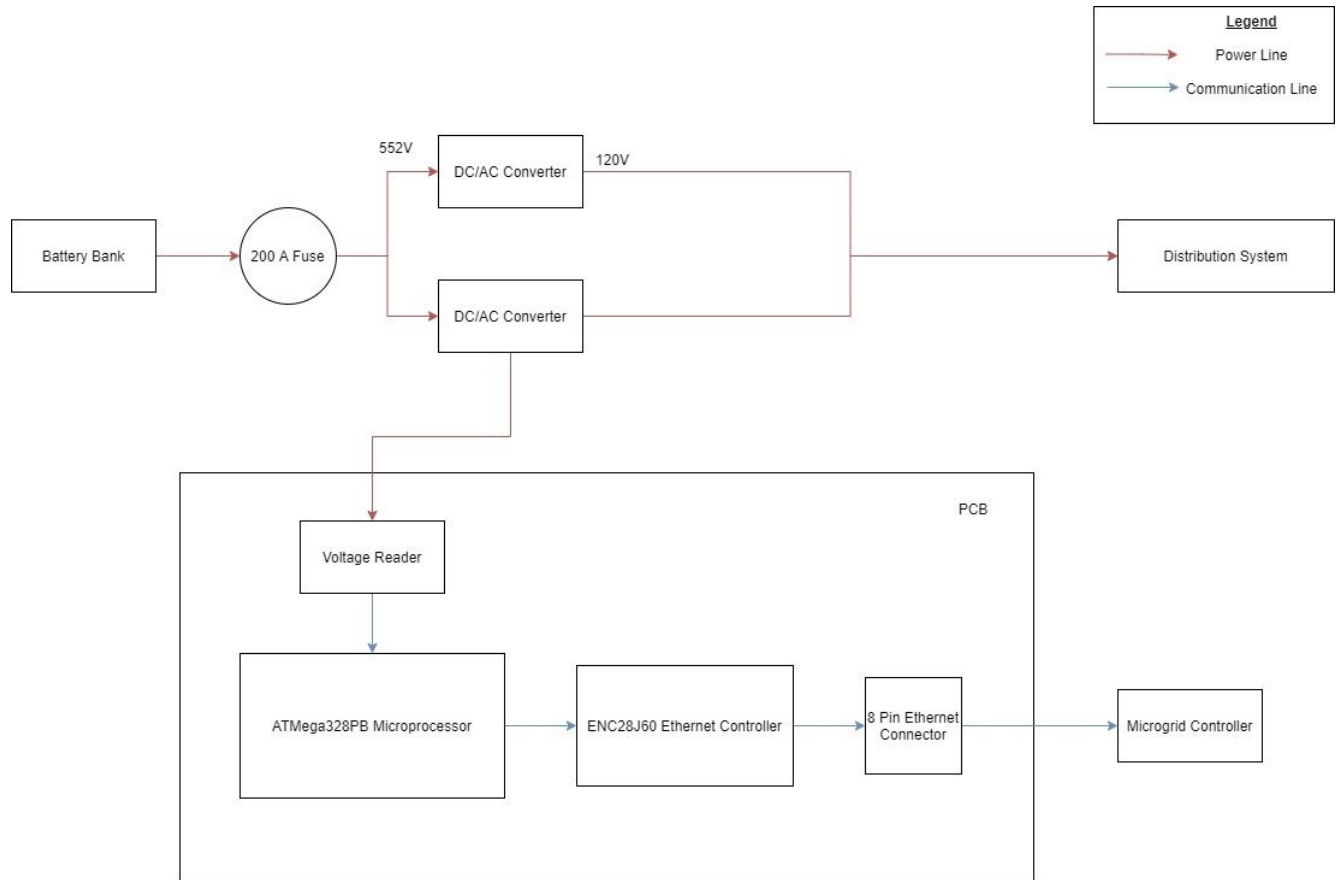 Legend
Power Line
Communication Line
552V
DC/AC Converter
120V
Battery Bank
200 A Fuse
Distribution System
DC/AC Converter
PCB
Voltage Reader
ATMega328PB Microprocessor
ENC28J60 Ethernet Controller
8 Pin Ethernet
Connector
Microgrid Controller